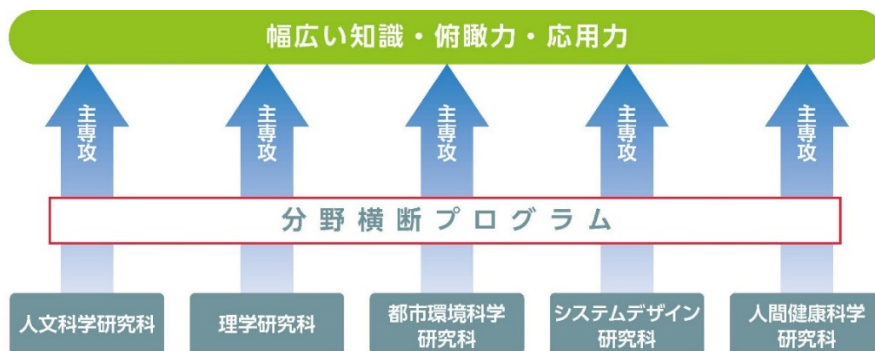 幅広い知識・俯瞰力・応用力
主専攻
主専攻
主専攻
主専攻
主専攻
分野横断プログラム
人文科学研究科
理学研究科
都市環境科学
研究科
システムデザイン
研究科
人間健康科学
研究科